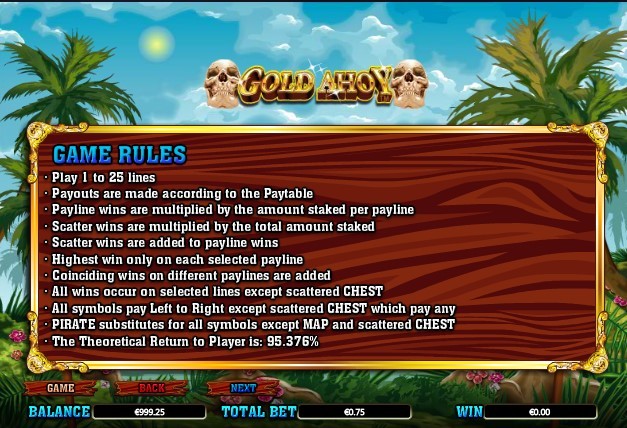 GOLD AHOY
GAME RULES
· Play 1 to 25 lines
· Payouts are made according to the Paytable
· Payline wins are multiplied by the amount staked per payline
· Scatter wins are multiplied by the total amount staked
· Scatter wins are added to payline wins
· Highest win only on each selected payline
· Coinciding wins on different paylines are added
· All wins occur on selected lines except scattered CHEST
· All symbols pay Left to Right except scattered CHEST which pay any
· PIRATE substitutes for all symbols except MAP and scattered CHEST
· The Theoretical Return to Player is: 95.376%
GAME BACK NEXT
BALANCE €999.25 TOTAL BET €0.75 WIN €0.00